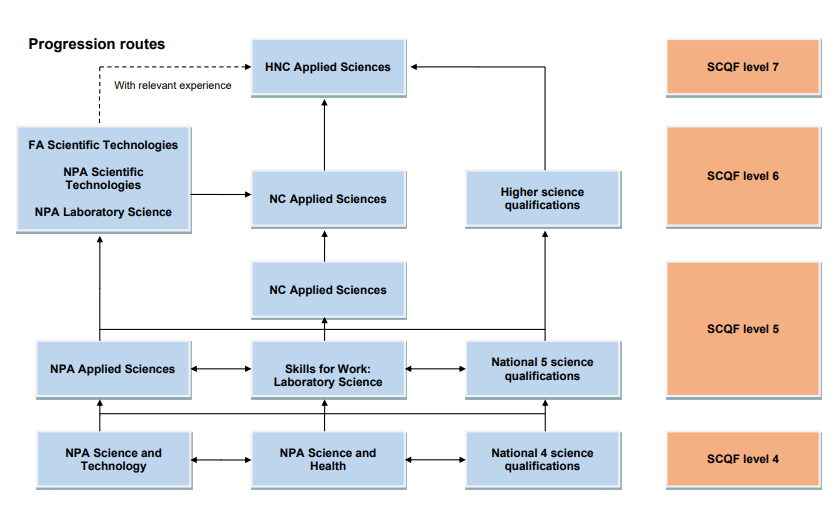 Progression routes
HNC Applied Sciences
SCQF level 7
With relevant experience
FA Scientific Technologies
NPA Scientific
Technologies
NPA Laboratory Science
NC Applied Sciences
Higher science
qualifications
SCQF level 6
NC Applied Sciences
SCQF level 5
NPA Applied Sciences
Skills for Work:
Laboratory Science
National 5 science
qualifications
NPA Science and
Technology
NPA Science and
Health
National 4 science
qualifications
SCQF level 4